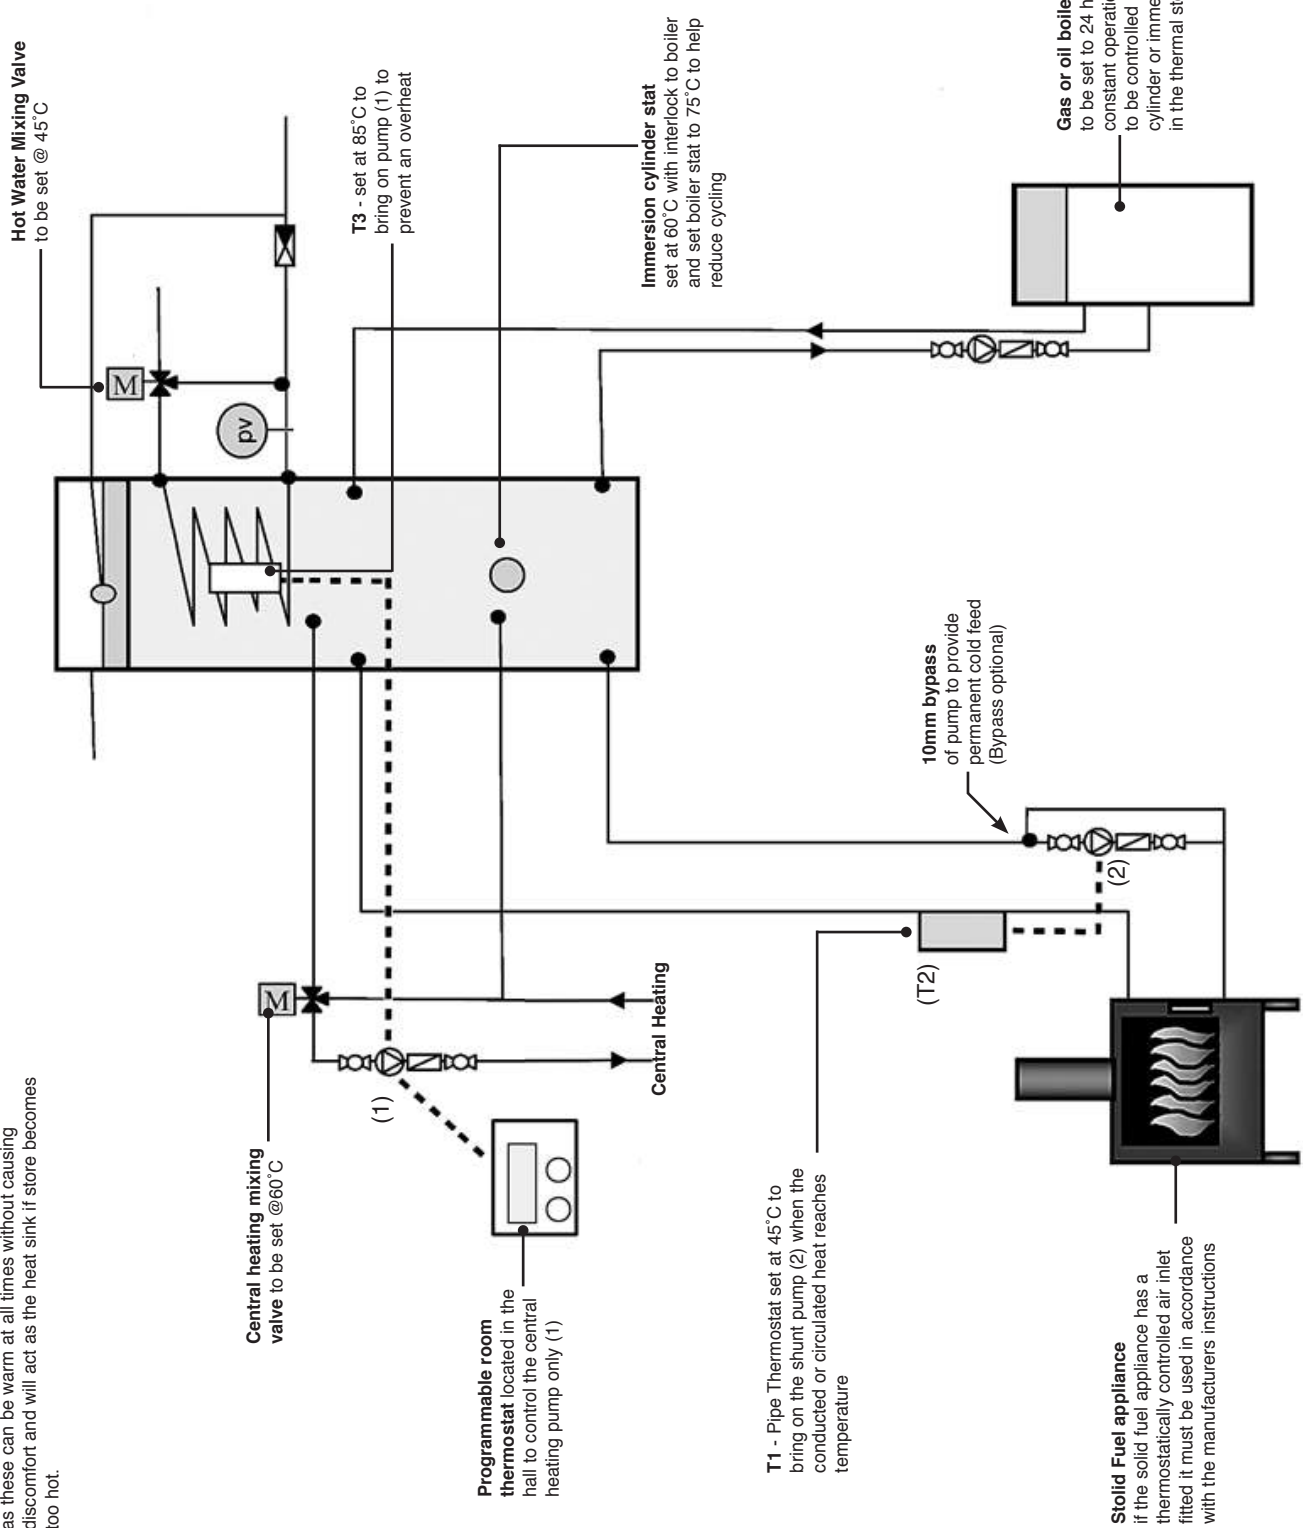 as these can be warm at all times without causing
discomfort and will act as the heat sink if store becomes
too hot.
Hot Water Mixing Valve
to be set @ 45°C
M
pv
Central heating mixing
valve to be set @60°C
M
T3 - set at 85°C to
bring on pump (1) to
prevent an overheat
(1)
Programmable room
thermostat located in the
hall to control the central
heating pump only (1)
Central Heating
Immersion cylinder stat
set at 60°C with interlock to boiler
and set boiler stat to 75°C to help
reduce cycling
T1 - Pipe Thermostat set at 45°C to
bring on the shunt pump (2) when the
conducted or circulated heat reaches
temperature
(T2)
10mm bypass
of pump to provide
permanent cold feed
(Bypass optional)
(2)
Stolid Fuel appliance
if the solid fuel appliance has a
thermostatically controlled air inlet
fitted it must be used in accordance
with the manufacturers instructions
Gas or oil boile
to be set to 24 h
constant operati
to be controlled
cylinder or imme
in the thermal st